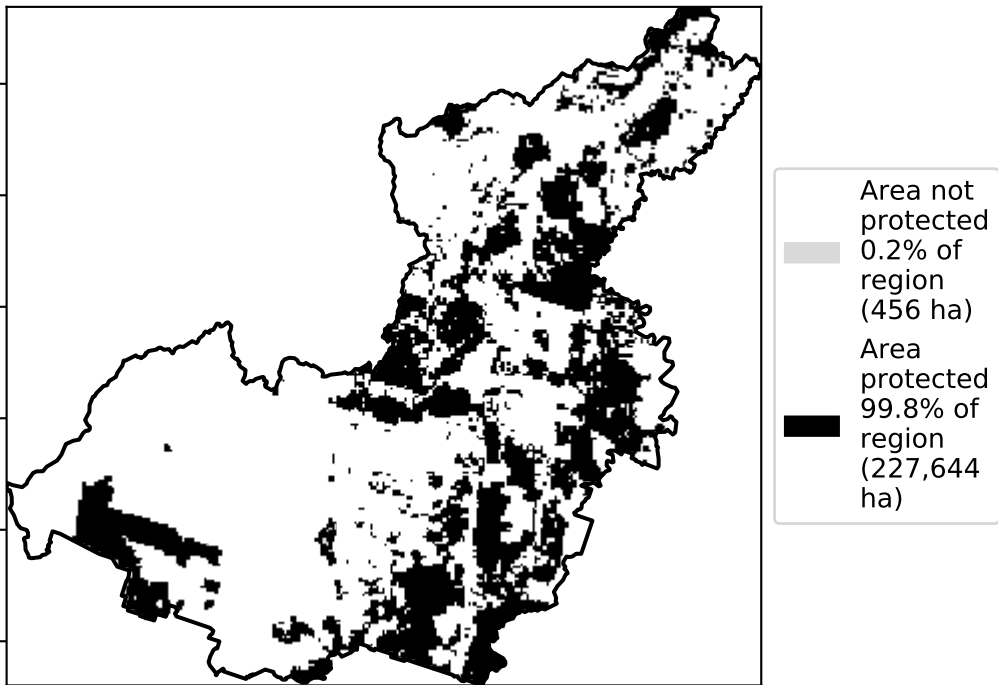 Area not
protected
0.2% of
region
(456 ha)
Area
protected
99.8% of
region
(227,644
ha)